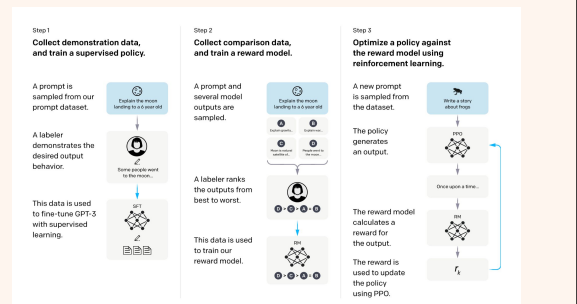 Step 1
Collect demonstration data,
and train a supervised policy.
A prompt is
sampled from our
prompt dataset.
Explain the moon
landing to a 6 year old
A labeler
demonstrates the
desired output
behavior.
Some people went
to the moon...
This data is used
to fine-tune GPT-3
with supervised
learning.
SFT
Step 2
Collect comparison data,
and train a reward model.
A prompt and
several model
outputs are
sampled.
Explain the moon
landing to a 6 year old
A
B
Explain gravity...
Explain war...
C
D
Moon is natural
satellite of...
People went to
the moon...
A labeler ranks
the outputs from
best to worst.
D > C > A = B
This data is used
to train our
reward model.
RM
D > C > A = B
Step 3
Optimize a policy against
the reward model using
reinforcement learning.
A new prompt
is sampled from
the dataset.
Write a story
about frogs
The policy
generates
an output.
PPO
Once upon a time...
The reward model
calculates a
reward for
the output.
RM
The reward is
used to update
the policy
using PPO.
rk